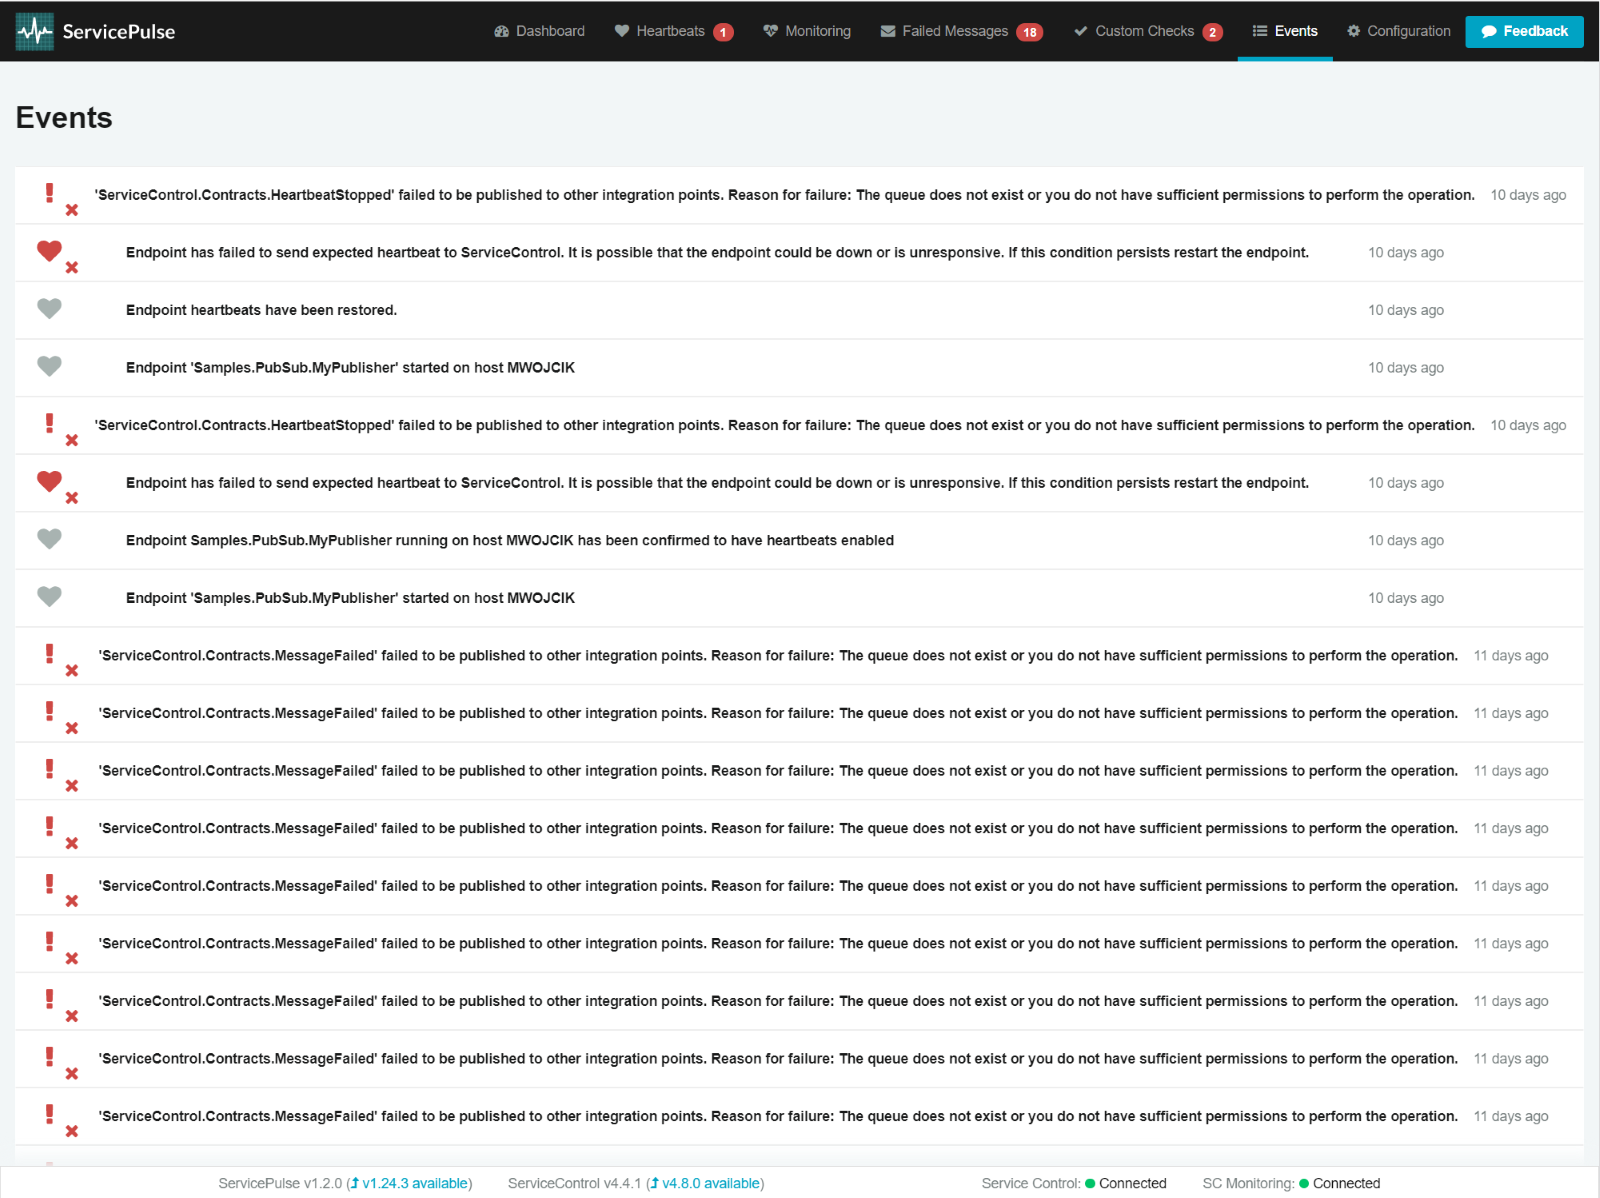 ServicePulse
Dashboard
Heartbeats 1
Monitoring
Failed Messages 18
Custom Checks 2
Events
Configuration
Feedback
Events
'ServiceControl.Contracts.HeartbeatStopped' failed to be published to other integration points. Reason for failure: The queue does not exist or you do not have sufficient permissions to perform the operation. 10 days ago
Endpoint has failed to send expected heartbeat to ServiceControl. It is possible that the endpoint could be down or is unresponsive. If this condition persists restart the endpoint. 10 days ago
Endpoint heartbeats have been restored. 10 days ago
Endpoint 'Samples.PubSub.MyPublisher' started on host MWOJCIK 10 days ago
'ServiceControl.Contracts.HeartbeatStopped' failed to be published to other integration points. Reason for failure: The queue does not exist or you do not have sufficient permissions to perform the operation. 10 days ago
Endpoint has failed to send expected heartbeat to ServiceControl. It is possible that the endpoint could be down or is unresponsive. If this condition persists restart the endpoint. 10 days ago
Endpoint Samples.PubSub.MyPublisher running on host MWOJCIK has been confirmed to have heartbeats enabled 10 days ago
Endpoint 'Samples.PubSub.MyPublisher' started on host MWOJCIK 10 days ago
'ServiceControl.Contracts.MessageFailed' failed to be published to other integration points. Reason for failure: The queue does not exist or you do not have sufficient permissions to perform the operation. 11 days ago
'ServiceControl.Contracts.MessageFailed' failed to be published to other integration points. Reason for failure: The queue does not exist or you do not have sufficient permissions to perform the operation. 11 days ago
'ServiceControl.Contracts.MessageFailed' failed to be published to other integration points. Reason for failure: The queue does not exist or you do not have sufficient permissions to perform the operation. 11 days ago
'ServiceControl.Contracts.MessageFailed' failed to be published to other integration points. Reason for failure: The queue does not exist or you do not have sufficient permissions to perform the operation. 11 days ago
'ServiceControl.Contracts.MessageFailed' failed to be published to other integration points. Reason for failure: The queue does not exist or you do not have sufficient permissions to perform the operation. 11 days ago
'ServiceControl.Contracts.MessageFailed' failed to be published to other integration points. Reason for failure: The queue does not exist or you do not have sufficient permissions to perform the operation. 11 days ago
'ServiceControl.Contracts.MessageFailed' failed to be published to other integration points. Reason for failure: The queue does not exist or you do not have sufficient permissions to perform the operation. 11 days ago
'ServiceControl.Contracts.MessageFailed' failed to be published to other integration points. Reason for failure: The queue does not exist or you do not have sufficient permissions to perform the operation. 11 days ago
'ServiceControl.Contracts.MessageFailed' failed to be published to other integration points. Reason for failure: The queue does not exist or you do not have sufficient permissions to perform the operation. 11 days ago
ServicePulse v1.2.0 (v1.24.3 available)
ServiceControl v4.4.1 (v4.8.0 available)
Service Control: Connected
SC Monitoring: Connected